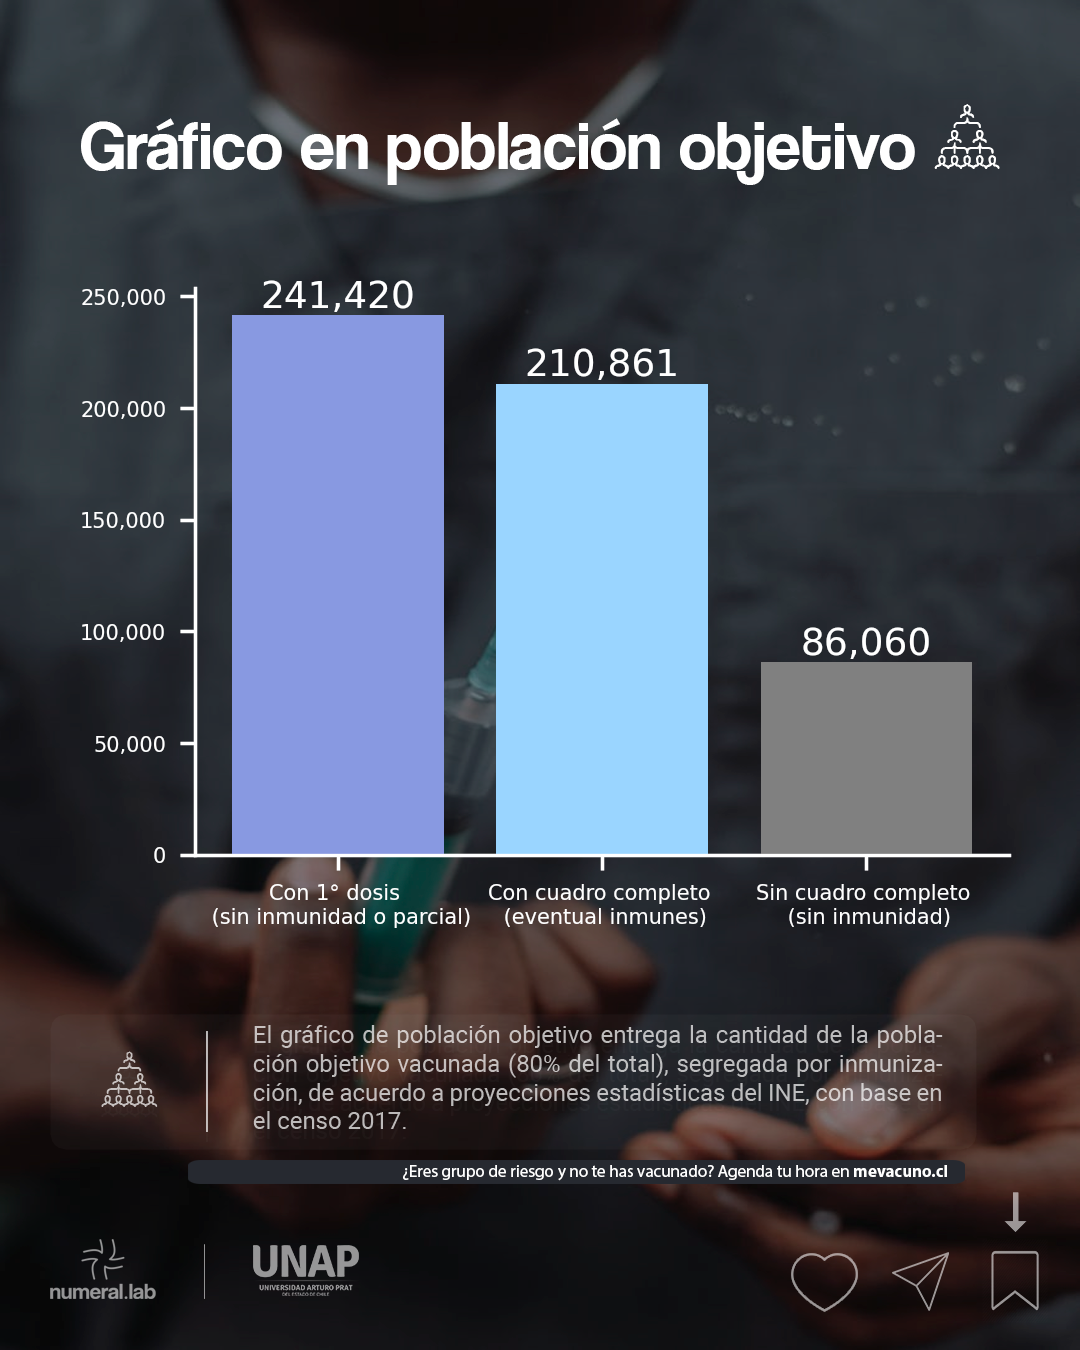 Gráfico en población objetivo
250,000
200,000
150,000
100,000
50,000
0
241,420
210,861
86,060
Con 1° dosis
(sin inmunidad o parcial)
Con cuadro completo
(eventual inmunes)
Sin cuadro completo
(sin inmunidad)
El gráfico de población objetivo entrega la cantidad de la pobla-
ción objetivo vacunada (80% del total), segregada por inmuniza-
ción, de acuerdo a proyecciones estadísticas del INE, con base en
el censo 2017.
¿Eres grupo de riesgo y no te has vacunado? Agenda tu hora en mevacuno.cl
numeral.lab
UNAP
UNIVERSIDAD ARTURO PRAT
DEL ESTADO DE CHILE